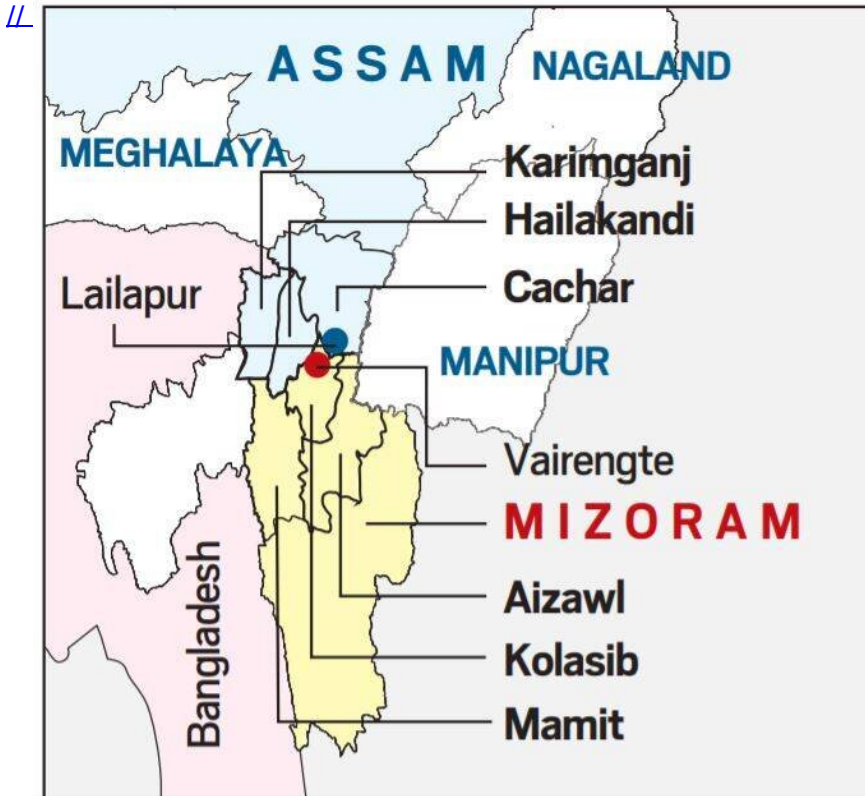 //
ASSAM
NAGALAND
MEGHALAYA
Karimganj
Hailakandi
Lailapur
Cachar
MANIPUR
Vairengte
MIZORAM
Bangladesh
Aizawl
Kolasib
Mamit